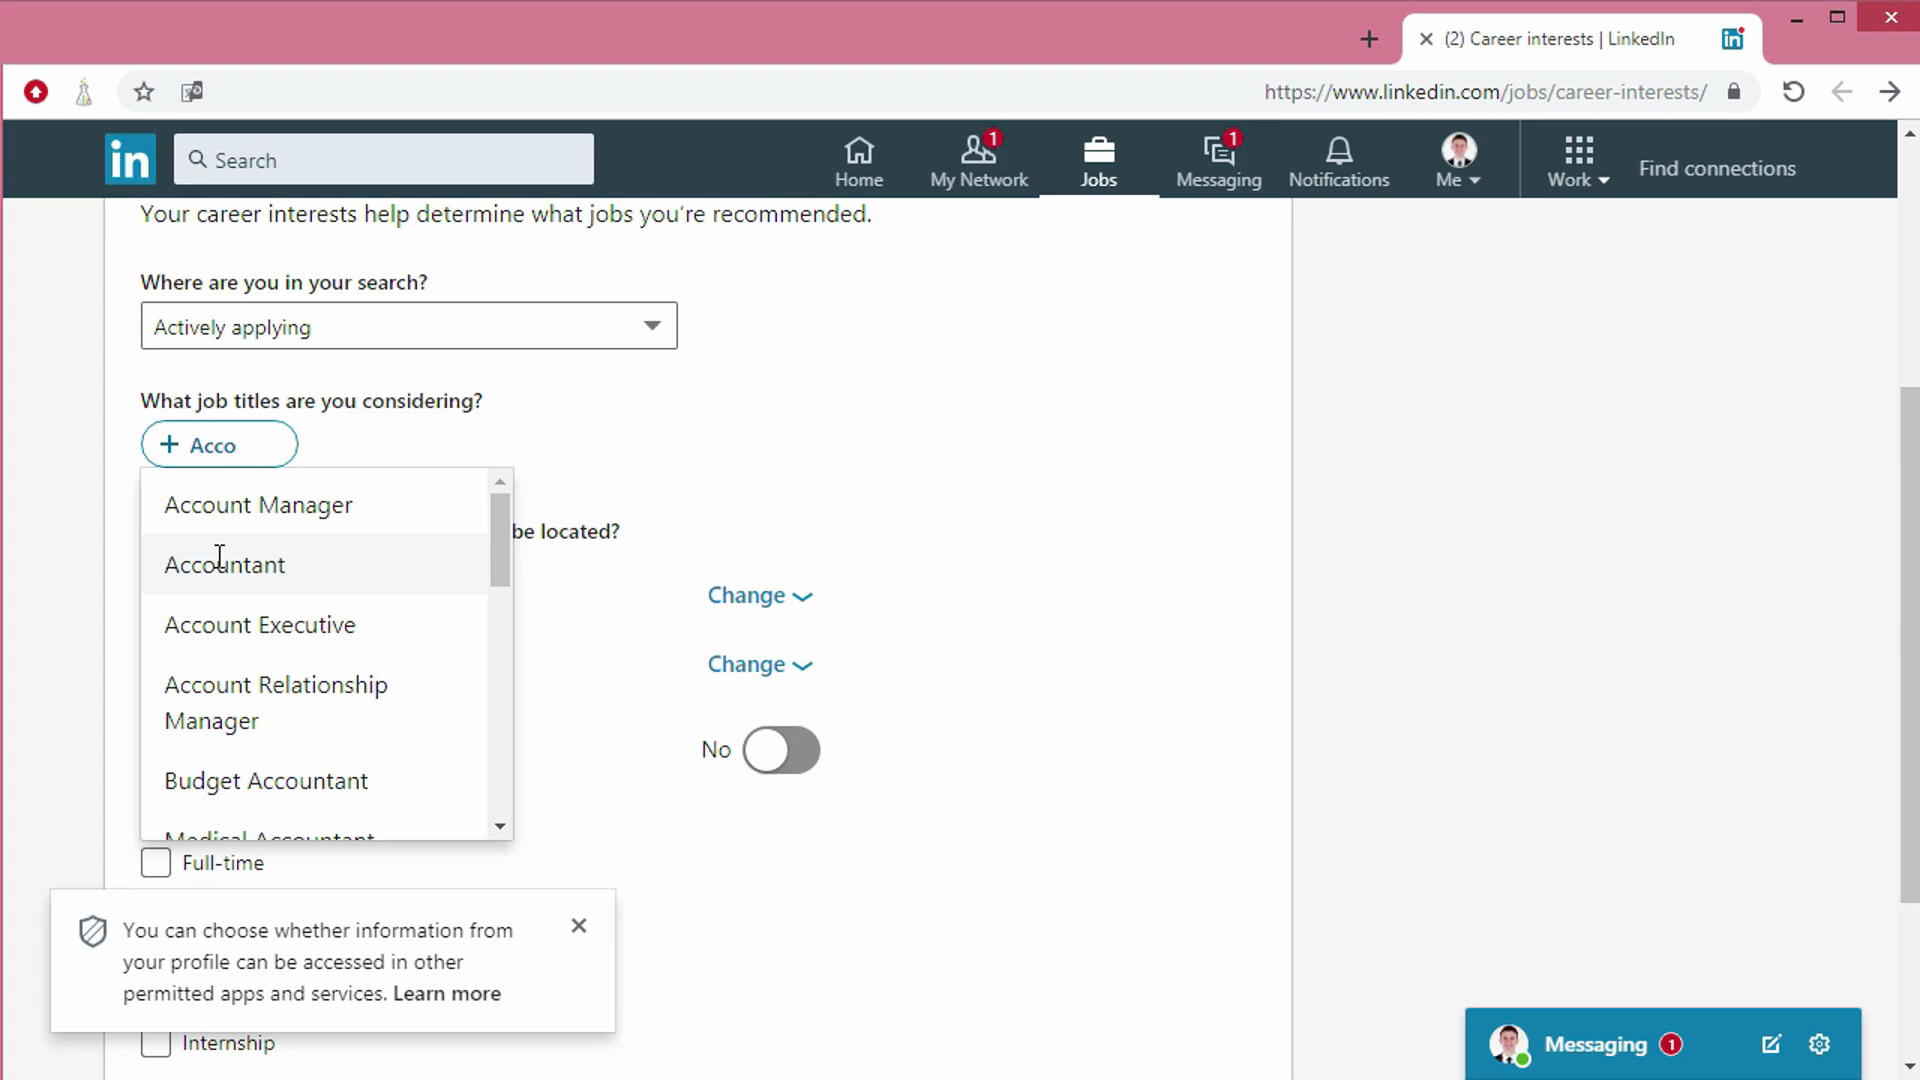 (2) Career interests | LinkedIn
https://www.linkedin.com/jobs/career-interests/
in
Search
Home
1
My Network
Jobs
1
Messaging
Notifications
Me
Work
Find connections
Your career interests help determine what jobs you're recommended.
Where are you in your search?
Actively applying
What job titles are you considering?
+ Acco
Account Manager
be located?
Accountant
Change
Account Executive
Change
Account Relationship
Manager
No
Budget Accountant
Medical Accountant
Full-time
You can choose whether information from
your profile can be accessed in other
permitted apps and services. Learn more
Internship
Messaging 1